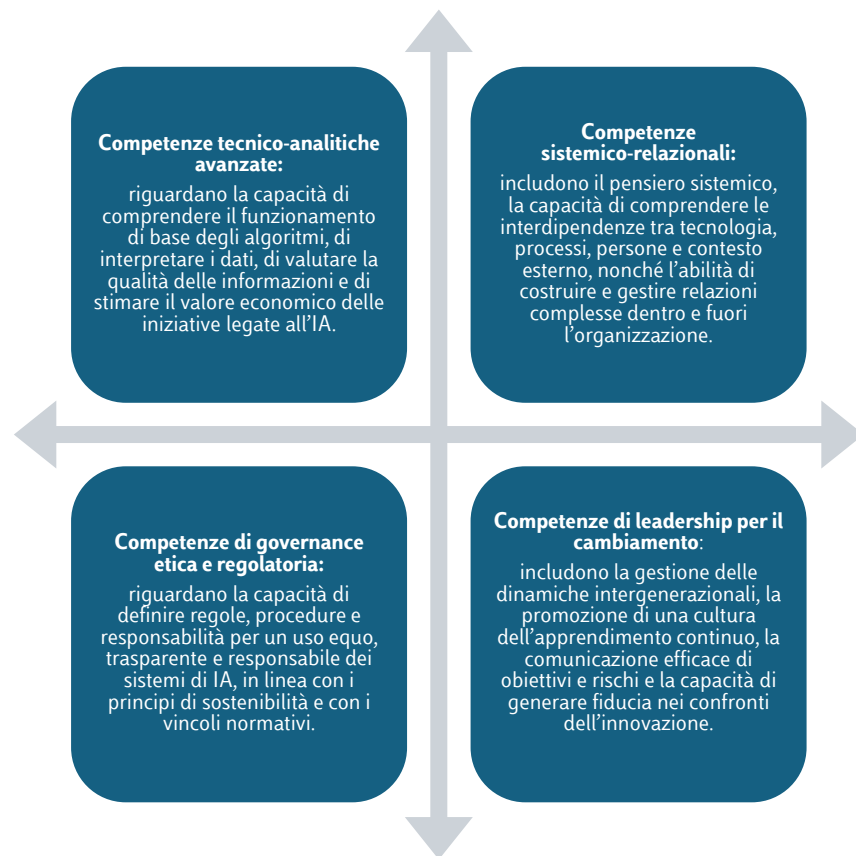 Competenze tecnico-analitiche
avanzate:
riguardano la capacità di
comprendere il funzionamento
di base degli algoritmi, di
interpretare i dati, di valutare la
qualità delle informazioni e di
stimare il valore economico delle
iniziative legate all’IA.
Competenze
sistemico-relazionali:
includono il pensiero sistemico,
la capacità di comprendere le
interdipendenze tra tecnologia,
processi, persone e contesto
esterno, nonché l’abilità di
costruire e gestire relazioni
complesse dentro e fuori
l’organizzazione.
Competenze di governance
etica e regolatoria:
riguardano la capacità di
definire regole, procedure e
responsabilità per un uso equo,
trasparente e responsabile dei
sistemi di IA, in linea con i
principi di sostenibilità e con i
vincoli normativi.
Competenze di leadership per il
cambiamento:
includono la gestione delle
dinamiche intergenerazionali, la
promozione di una cultura
dell’apprendimento continuo, la
comunicazione efficace di
obiettivi e rischi e la capacità di
generare fiducia nei confronti
dell’innovazione.